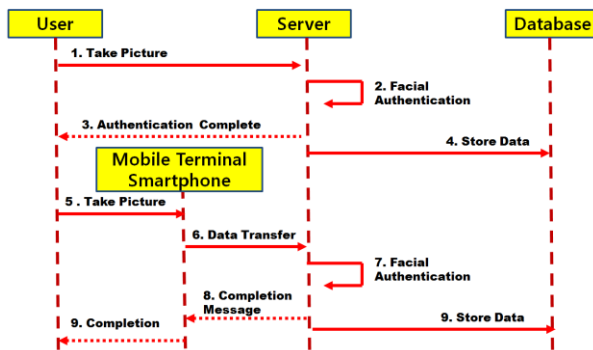 User
Server
Database
1. Take Picture
2. Facial
Authentication
3. Authentication Complete
4. Store Data
Mobile Terminal
Smartphone
5 . Take Picture
6. Data Transfer
7. Facial
Authentication
8. Completion
Message
9. Completion
9. Store Data